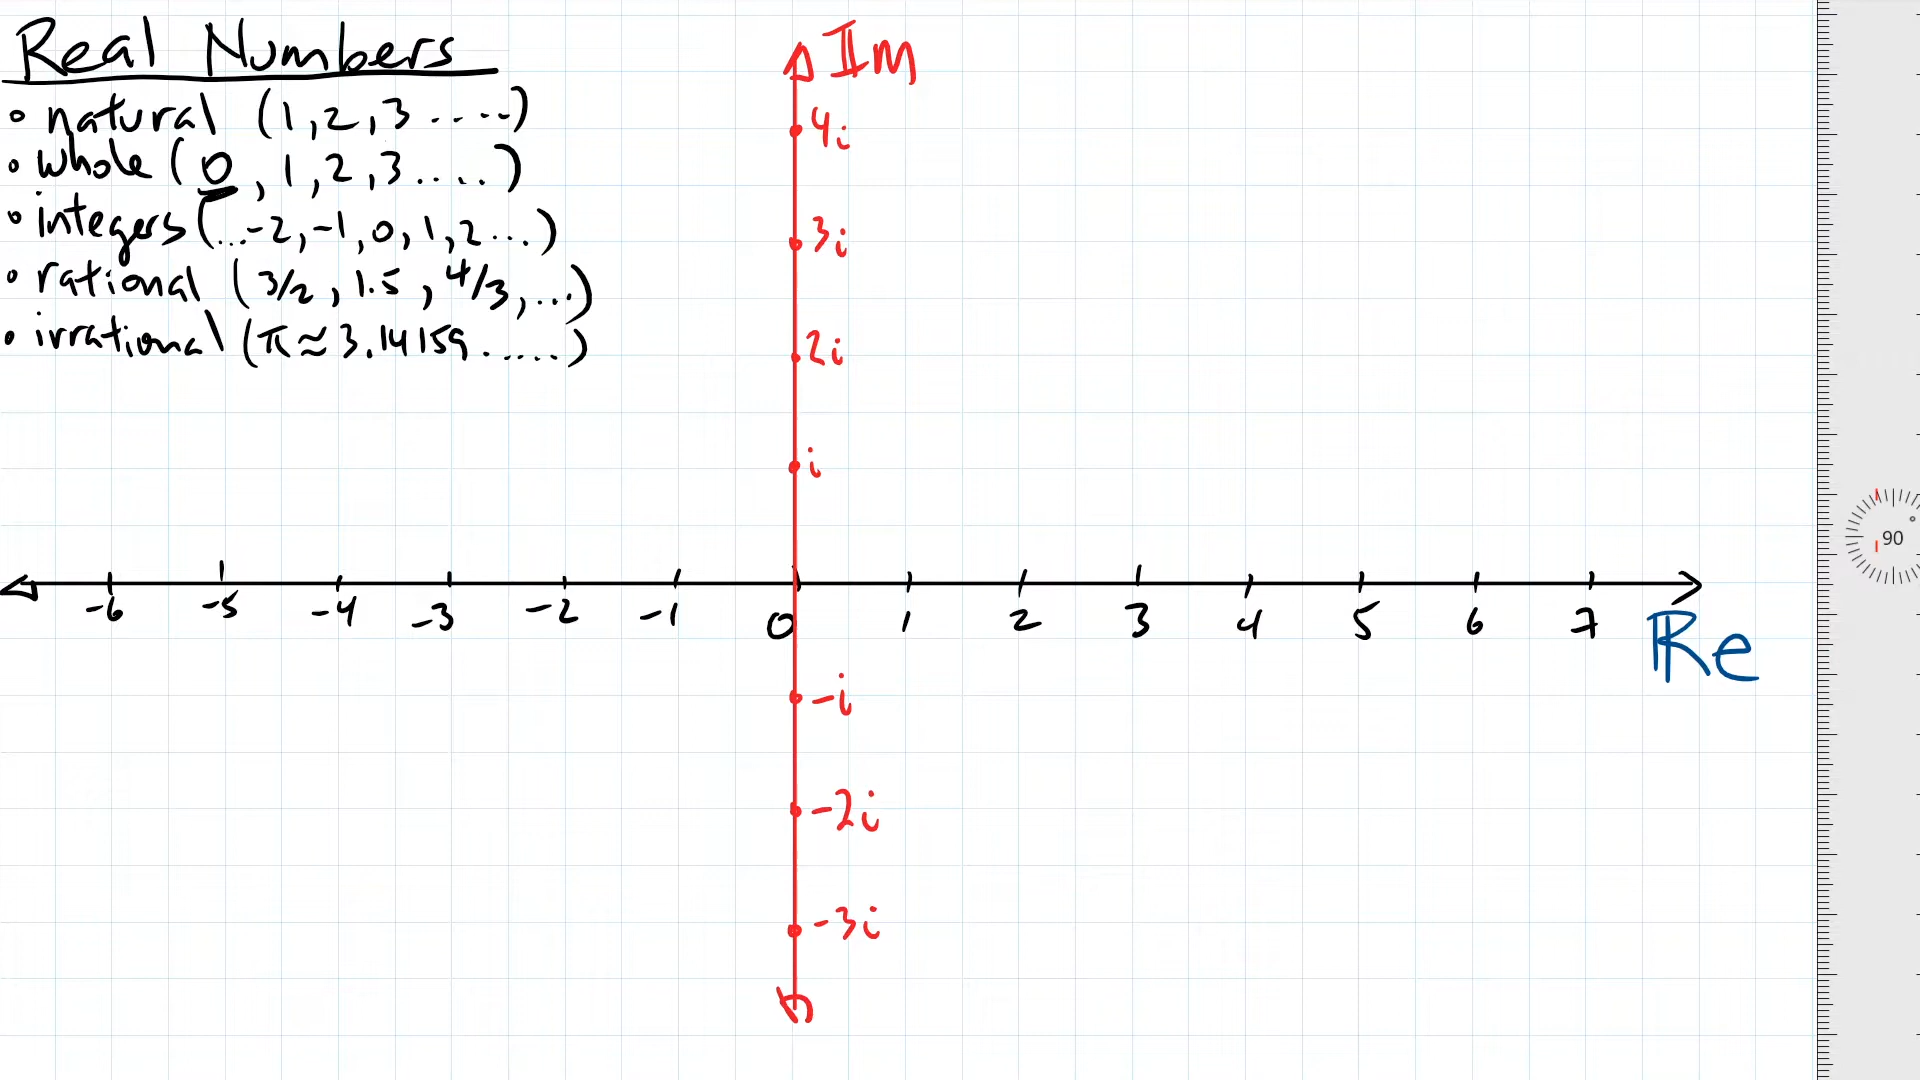 Real Numbers
• natural (1, 2, 3 .....)
• whole (0, 1, 2, 3 ....)
• integers (...-2, -1, 0, 1, 2...)
• rational (3/2, 1.5, 4/3, ...)
• irrational (π ≈ 3.14159.....)
Im
4i
3i
2i
i
-6 -5 -4 -3 -2 -1 0 1 2 3 4 5 6 7
Re
-i
-2i
-3i
90°